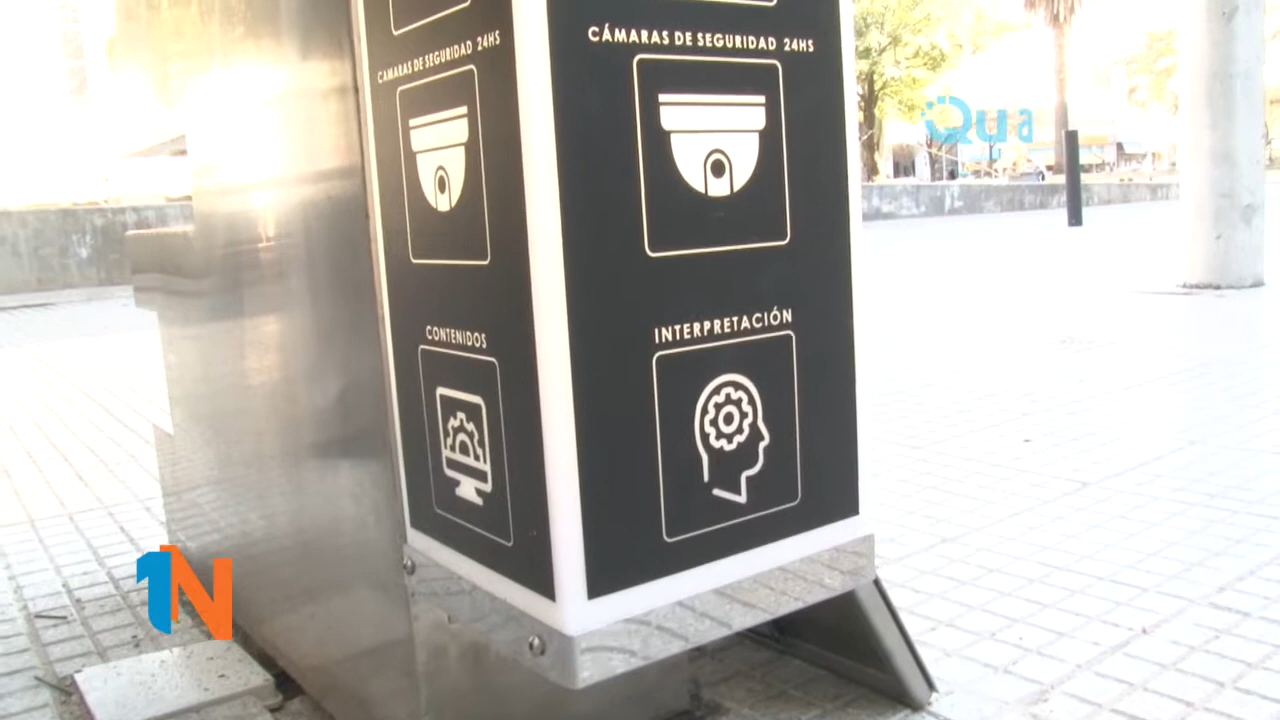 CÁMARAS DE SEGURIDAD 24HS
CÁMARAS DE SEGURIDAD 24HS
Qua
CONTENIDOS
INTERPRETACIÓN
1N